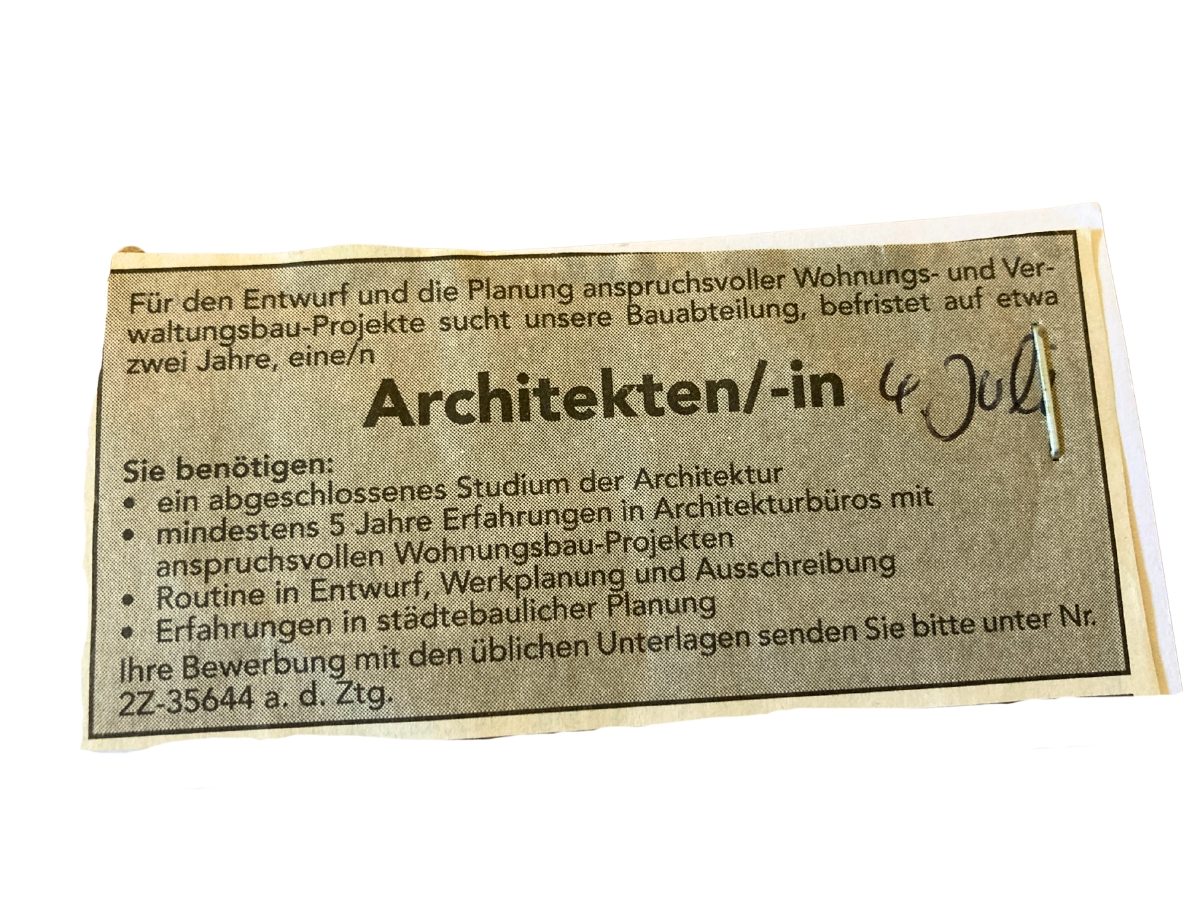 Für den Entwurf und die Planung anspruchsvoller Wohnungs- und Ver-
waltungsbau-Projekte sucht unsere Bauabteilung, befristet auf etwa
zwei Jahre, eine/n
Architekten/-in 4. Juli
Sie benötigen:
• ein abgeschlossenes Studium der Architektur
• mindestens 5 Jahre Erfahrungen in Architekturbüros mit
anspruchsvollen Wohnungsbau-Projekten
• Routine in Entwurf, Werkplanung und Ausschreibung
• Erfahrungen in städtebaulicher Planung
Ihre Bewerbung mit den üblichen Unterlagen senden Sie bitte unter Nr.
2Z-35644 a. d. Ztg.